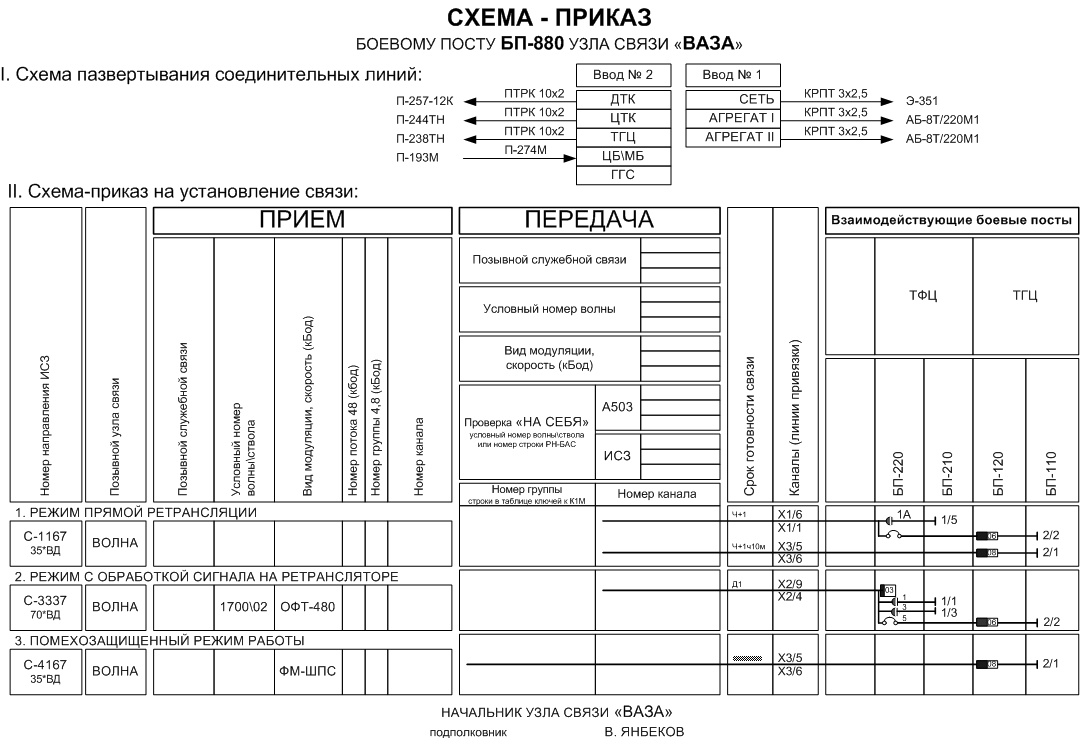 СХЕМА - ПРИКАЗ
БОЕВОМУ ПОСТУ БП-880 УЗЛА СВЯЗИ «ВАЗА»
I. Схема пазвертывания соединительных линий:
Ввод № 2
Ввод № 1
П-257-12К
ПТРК 10х2
ДТК
СЕТЬ
КРПТ 3х2,5
Э-351
П-244ТН
ПТРК 10х2
ЦТК
АГРЕГАТ I
КРПТ 3х2,5
АБ-8Т/220М1
П-238ТН
ПТРК 10х2
ТГЦ
АГРЕГАТ II
КРПТ 3х2,5
АБ-8Т/220М1
П-193М
П-274М
ЦБ\МБ
ГГС
II. Схема-приказ на установление связи:
Номер направления ИСЗ
Позывной узла связи
ПРИЕМ
Позывной служебной связи
Условный номер
волны\ствола
Вид модуляции, скорость (кБод)
Номер потока 48 (кбод)
Номер группы 4,8 (кБод)
Номер канала
ПЕРЕДАЧА
Позывной служебной связи
Условный номер волны
Вид модуляции,
скорость (кБод)
Проверка «НА СЕБЯ»
условный номер волны\ствола
или номер строки РН-БАС
А503
ИСЗ
Номер группы
строки в таблице ключей к К1М
Номер канала
Срок готовности связи
Каналы (линии привязки)
Взаимодействующие боевые посты
ТФЦ
ТГЦ
БП-220
БП-210
БП-120
БП-110
1. РЕЖИМ ПРЯМОЙ РЕТРАНСЛЯЦИИ
С-1167
35*ВД
ВОЛНА
Ч+1
Х1/6
Х1/1
1А
1/5
06
2/2
Ч+1ч10м
Х3/5
Х3/6
08
2/1
2. РЕЖИМ С ОБРАБОТКОЙ СИГНАЛА НА РЕТРАНСЛЯТОРЕ
С-3337
70*ВД
ВОЛНА
1700\02
ОФТ-480
Д1
Х2/9
Х2/4
03
1
1/1
3
1/3
5
06
2/2
3. ПОМЕХОЗАЩИЩЕННЫЙ РЕЖИМ РАБОТЫ
С-4167
35*ВД
ВОЛНА
ФМ-ШПС
Х3/5
Х3/6
08
2/1
НАЧАЛЬНИК УЗЛА СВЯЗИ «ВАЗА»
подполковник
В. ЯНБЕКОВ